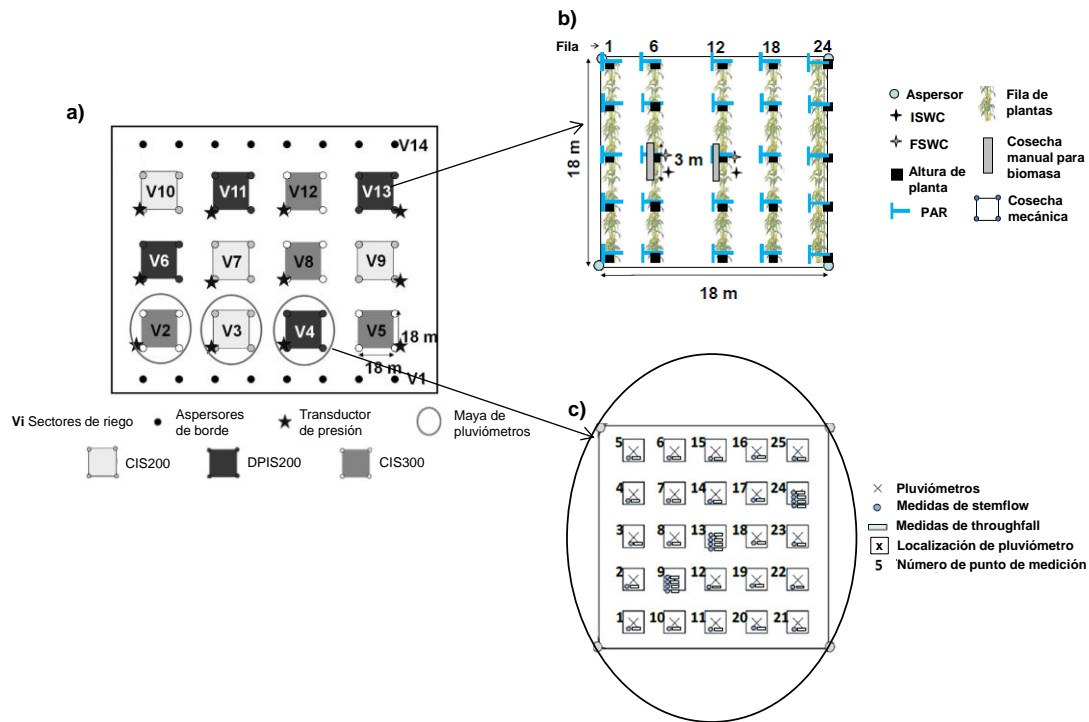 a)
V14
V10 V11 V12 V13
V6 V7 V8 V9
V2 V3 V4 V5
18 m
18 m
V1
Vi Sectores de riego
Aspersores
de borde
Transductor
de presión
Maya de
pluviómetros
CIS200
DPIS200
CIS300
b)
Fila
1 6 12 18 24
18 m
3 m
18 m
Aspersor
ISWC
FSWC
Altura de
planta
PAR
Fila de
plantas
Cosecha
manual para
biomasa
Cosecha
mecánica
c)
5 6 15 16 25
4 7 14 17 24
3 8 13 18 23
2 9 12 19 22
1 10 11 20 21
Pluviómetros
Medidas de stemflow
Medidas de throughfall
x Localización de pluviómetro
5 Número de punto de medición